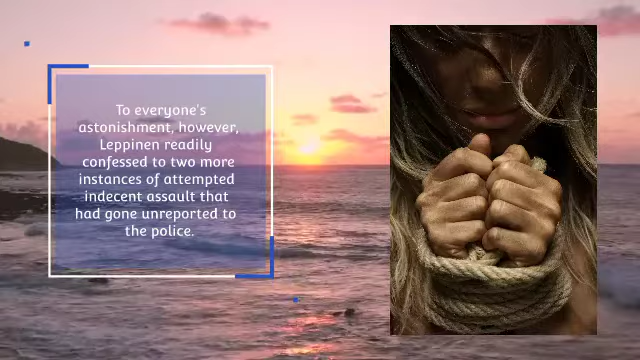 To everyone's
astonishment, however,
Leppinen readily
confessed to two more
instances of attempted
indecent assault that
had gone unreported to
the police.